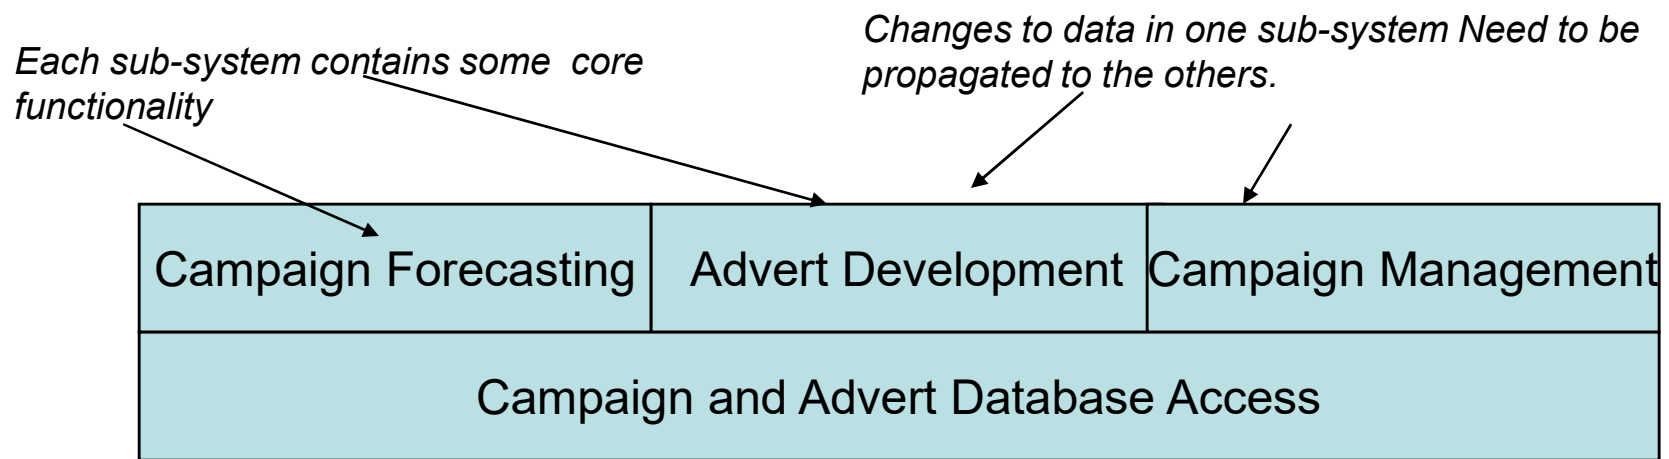 Each sub-system contains some core
functionality
Changes to data in one sub-system Need to be
propagated to the others.
Campaign Forecasting
Advert Development
Campaign Management
Campaign and Advert Database Access